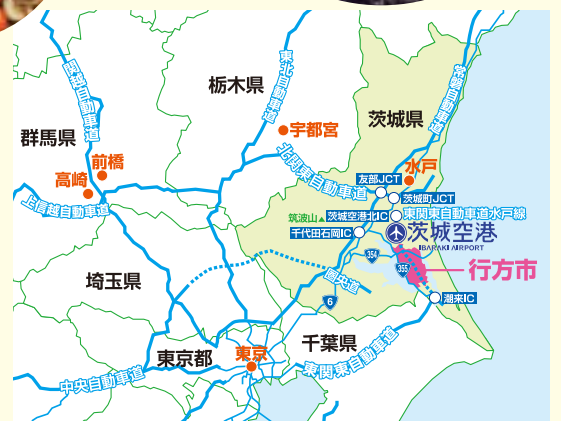 関越自動車道
栃木県
東北自動車道
常磐自動車道
宇都宮
茨城県
群馬県
前橋
北関東自動車道
水戸
友部JCT
高崎
茨城町JCT
上信越自動車道
茨城空港北IC
東関東自動車道水戸線
筑波山▲
千代田石岡IC
茨城空港
IBARAKI AIRPORT
354
355
行方市
埼玉県
圏央道
6
潮来IC
千葉県
東京都
東京
東関東自動車道
中央自動車道